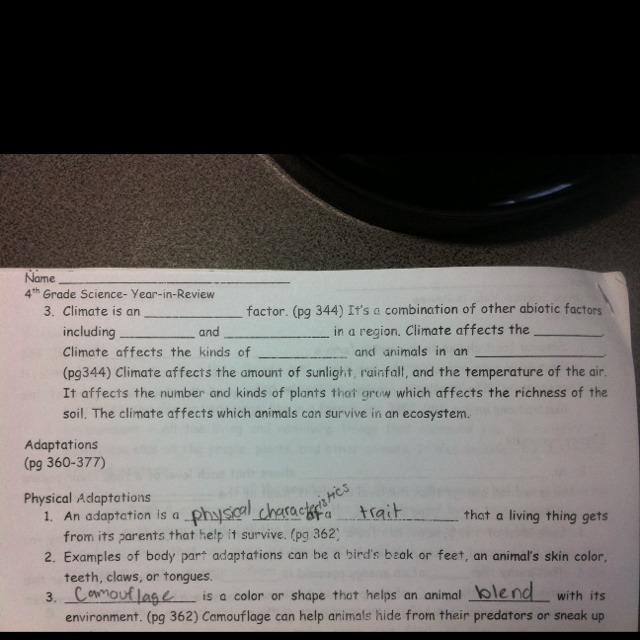 Name ____________
4th Grade Science- Year-in-Review
3. Climate is an ____________ factor. (pg 344) It's a combination of other abiotic factors
including _________ and ____________ in a region. Climate affects the ________.
Climate affects the kinds of __________ and animals in an ______________.
(pg344) Climate affects the amount of sunlight, rainfall, and the temperature of the air.
It affects the number and kinds of plants that grow which affects the richness of the
soil. The climate affects which animals can survive in an ecosystem.
Adaptations
(pg 360-377)
Physical Adaptations
1. An adaptation is a physical characteristics or a trait that a living thing gets
from its parents that help it survive. (pg 362)
2. Examples of body part adaptations can be a bird's beak or feet, an animal's skin color,
teeth, claws, or tongues.
3. Camouflage is a color or shape that helps an animal blend with its
environment. (pg 362) Camouflage can help animals hide from their predators or sneak up